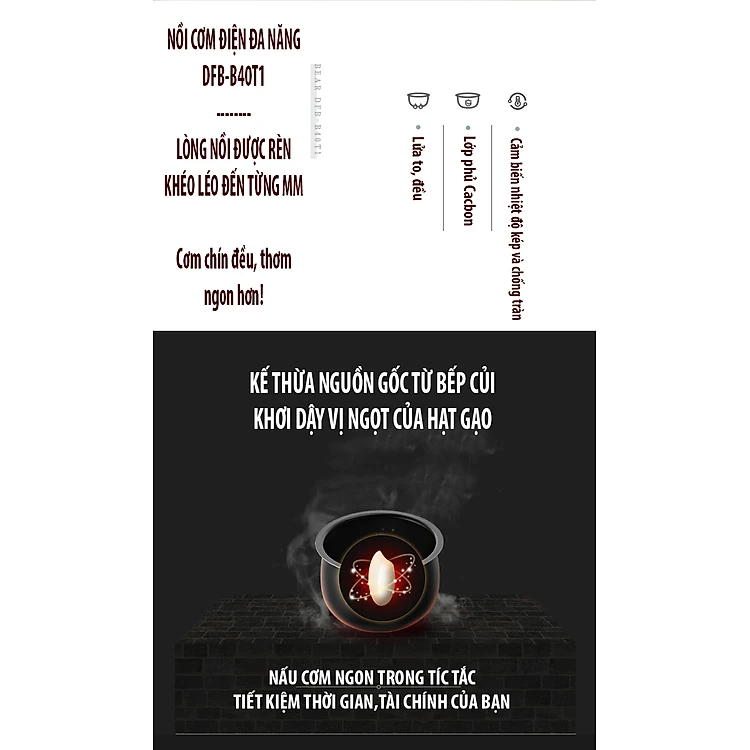 NỒI CƠM ĐIỆN ĐA NĂNG
DFB-B40T1
........
LÒNG NỒI ĐƯỢC RÈN
KHÉO LÉO ĐẾN TỪNG MM
Cơm chín đều, thơm
ngon hơn!
BEAR DFB-B40T1
• Lửa to, đều
• Lớp phủ Cacbon
• Cảm biến nhiệt độ kép và chống tràn
KẾ THỪA NGUỒN GỐC TỪ BẾP CỦI
KHƠI DẬY VỊ NGỌT CỦA HẠT GẠO
NẤU CƠM NGON TRONG TÍC TẮC
TIẾT KIỆM THỜI GIAN,TÀI CHÍNH CỦA BẠN